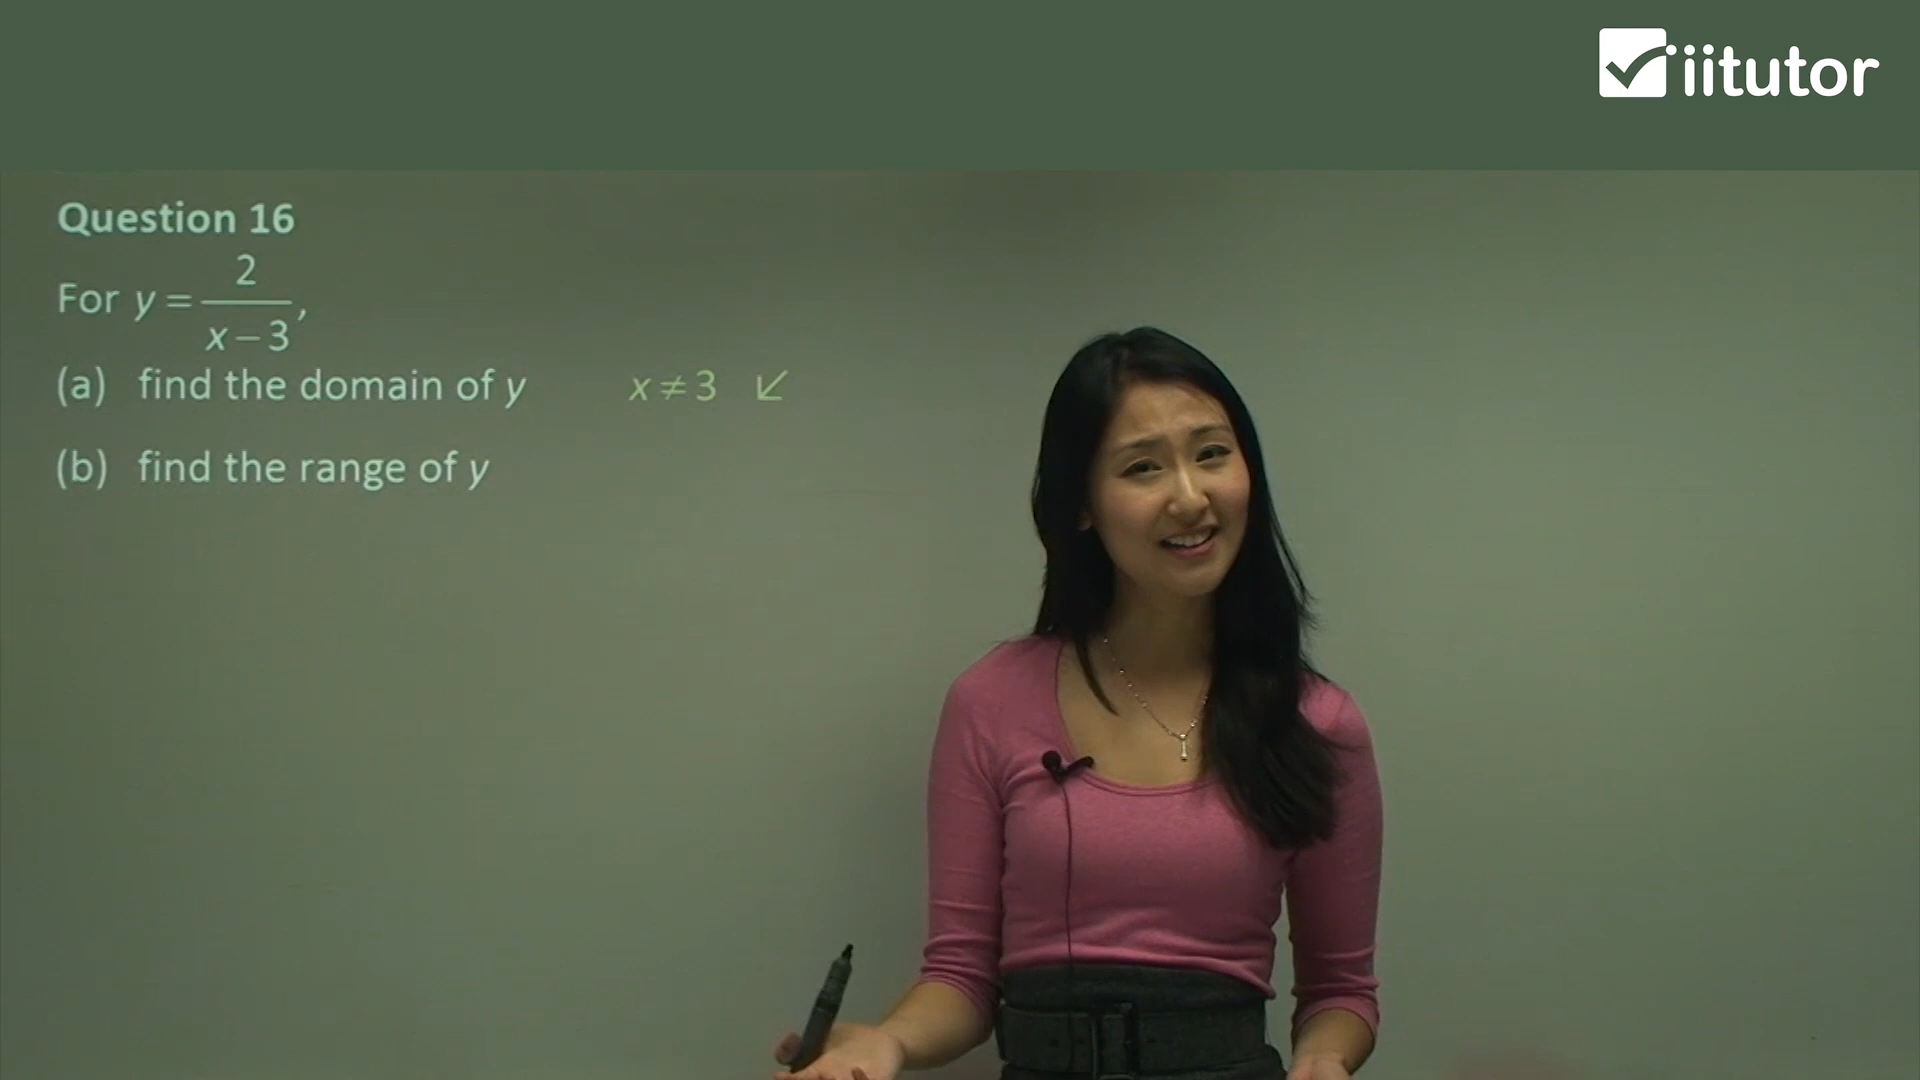 iitutor
Question 16
For y = 2/(x − 3),
(a) find the domain of y x ≠ 3 ↙
(b) find the range of y